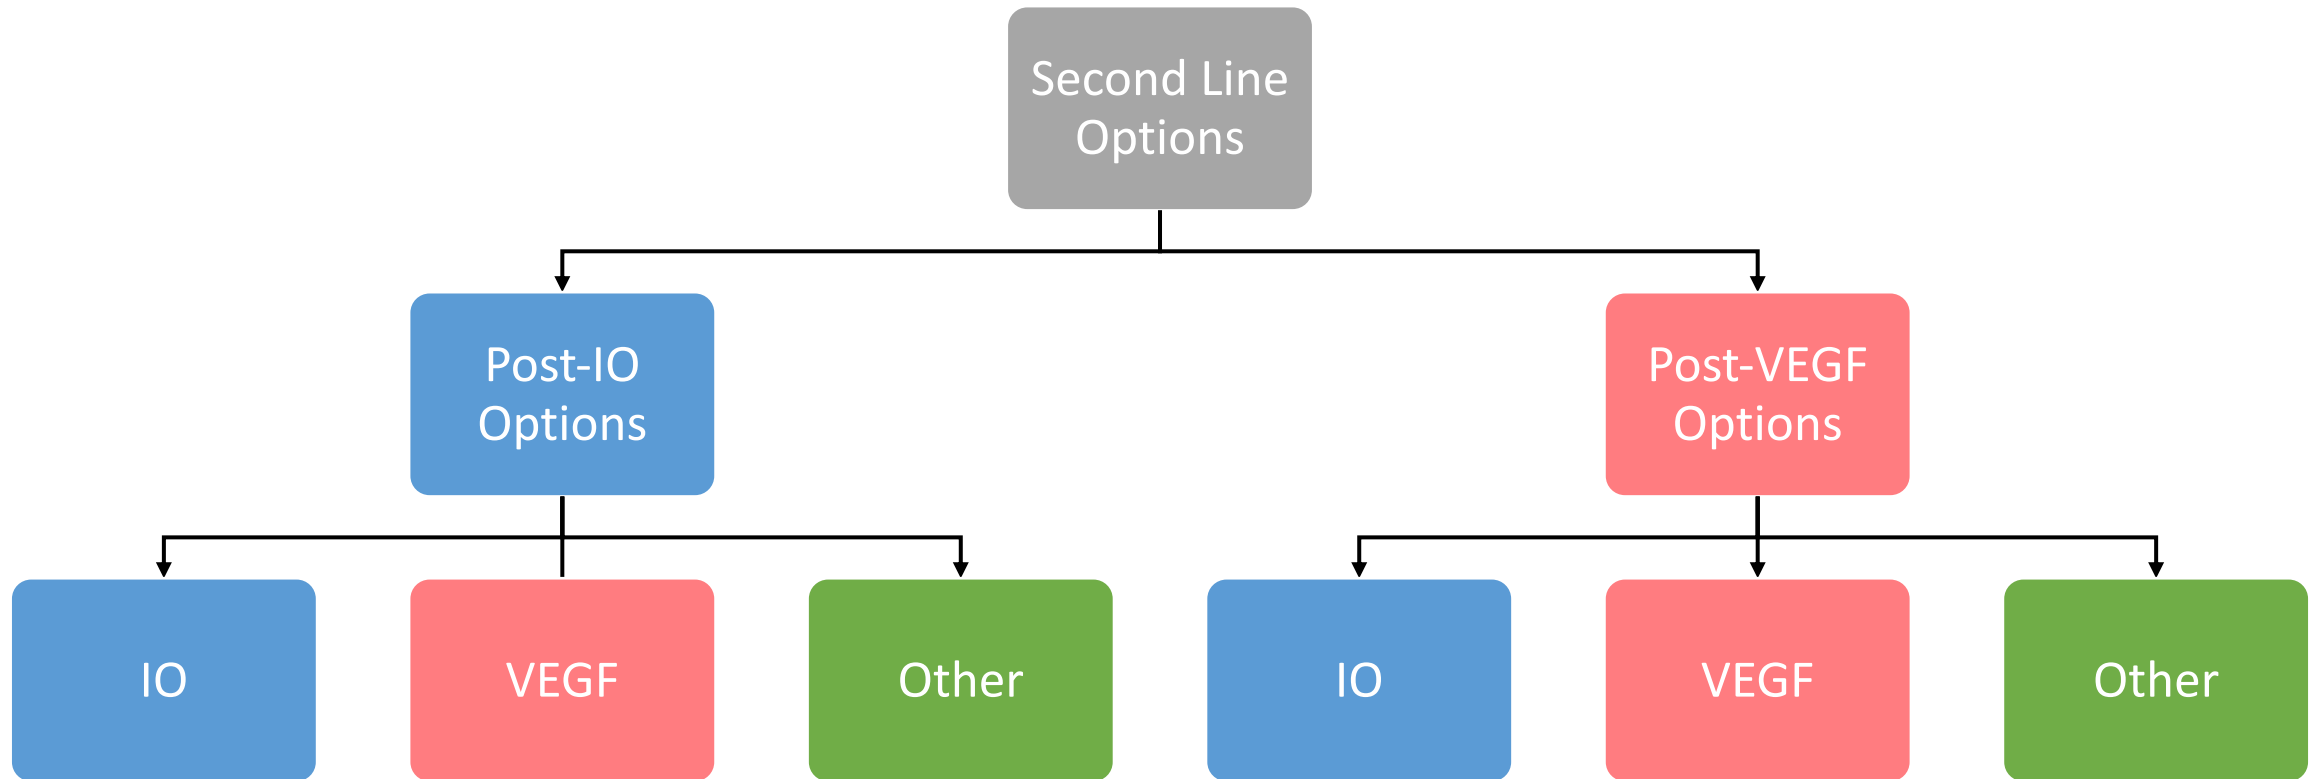 Second Line
Options
Post-IO
Options
Post-VEGF
Options
IO
VEGF
Other
IO
VEGF
Other